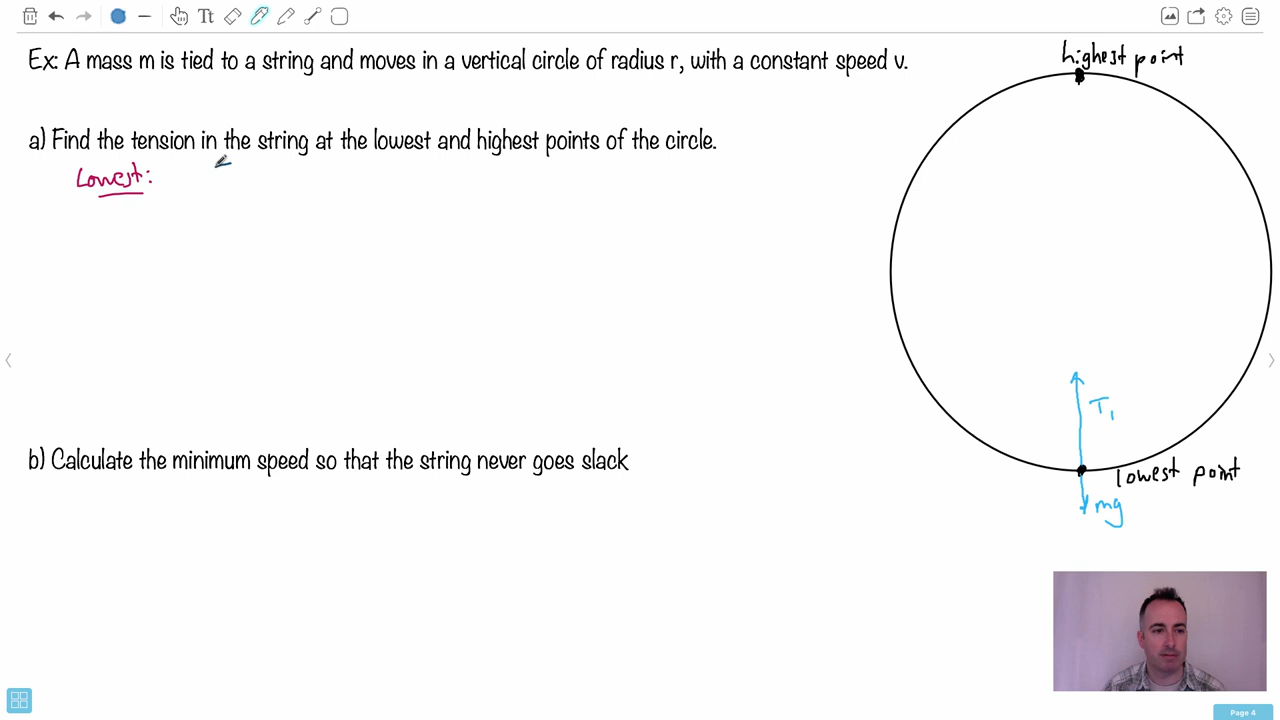 Tt
Ex: A mass m is tied to a string and moves in a vertical circle of radius r, with a constant speed v.
highest point
a) Find the tension in the string at the lowest and highest points of the circle.
Lowest:
T₁
b) Calculate the minimum speed so that the string never goes slack
lowest point
mg
Page 4